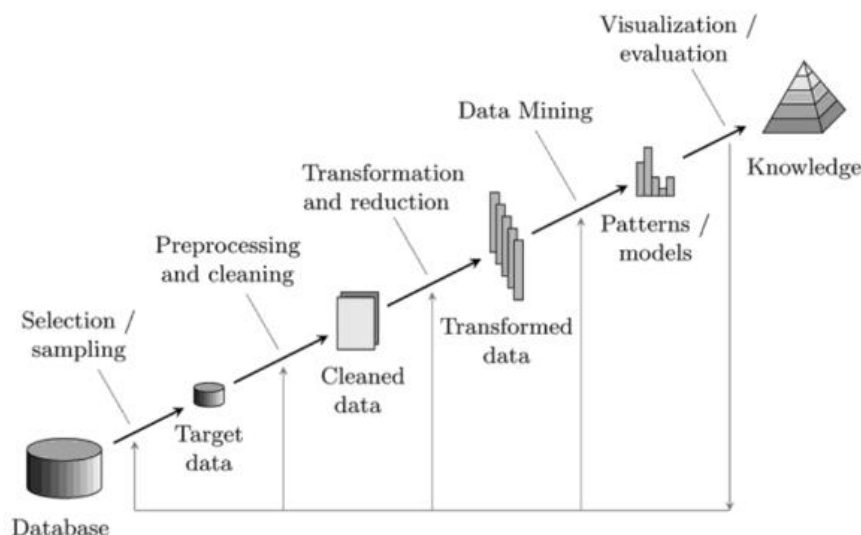 Visualization /
evaluation
Data Mining
Knowledge
Transformation
and reduction
Patterns /
models
Preprocessing
and cleaning
Transformed
data
Selection /
sampling
Cleaned
data
Target
data
Database